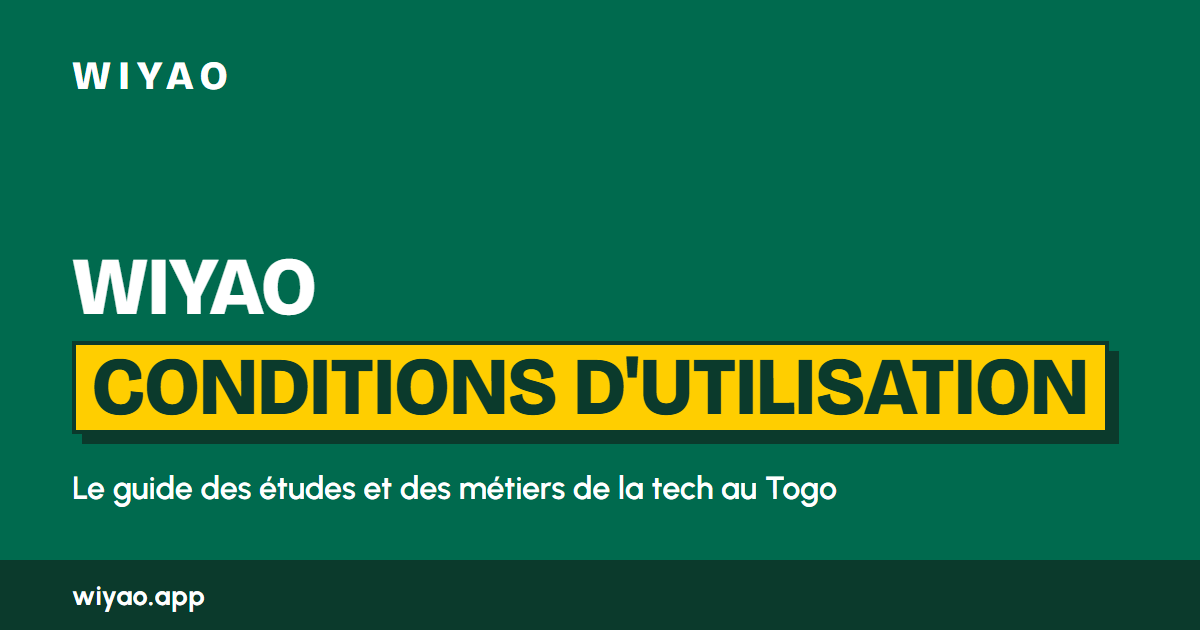 WIYAO
WIYAO
CONDITIONS D'UTILISATION
Le guide des études et des métiers de la tech au Togo
wiyao.app